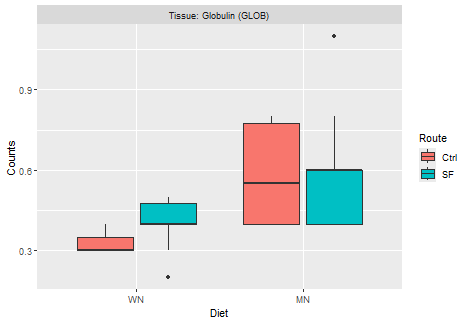 Tissue: Globulin (GLOB)
Counts
0.9
0.6
0.3
WN
MN
Diet
Route
Ctrl
SF